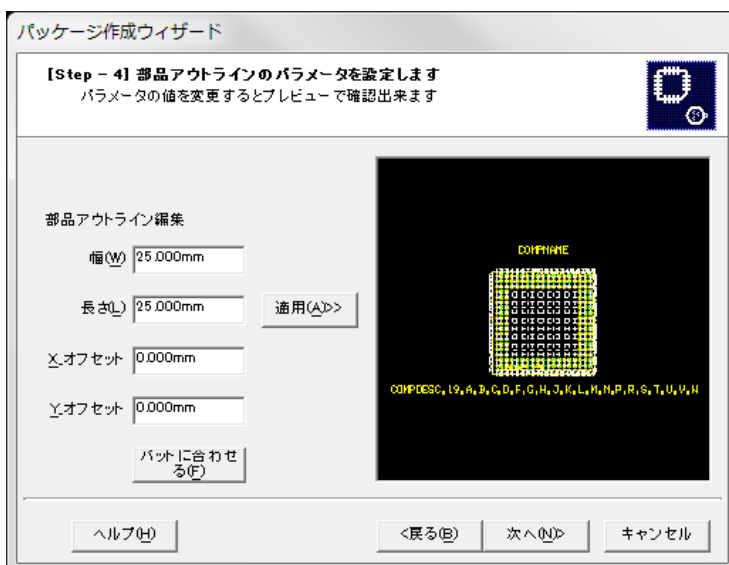 パッケージ作成ウィザード
[Step - 4] 部品アウトラインのパラメータを設定します
パラメータの値を変更するとプレビューで確認出来ます
部品アウトライン編集
幅(W) 25.000mm
長さ(L) 25.000mm
適用(A)>>
X_オフセット 0.000mm
Y_オフセット 0.000mm
パットに合わせ
る(F)
COMPNAME
COMPDESC,19,A,B,C,D,F,G,H,J,K,L,M,N,P,R,S,T,U,V,W
ヘルプ(H)
<戻る(B)
次へ(N)>
キャンセル